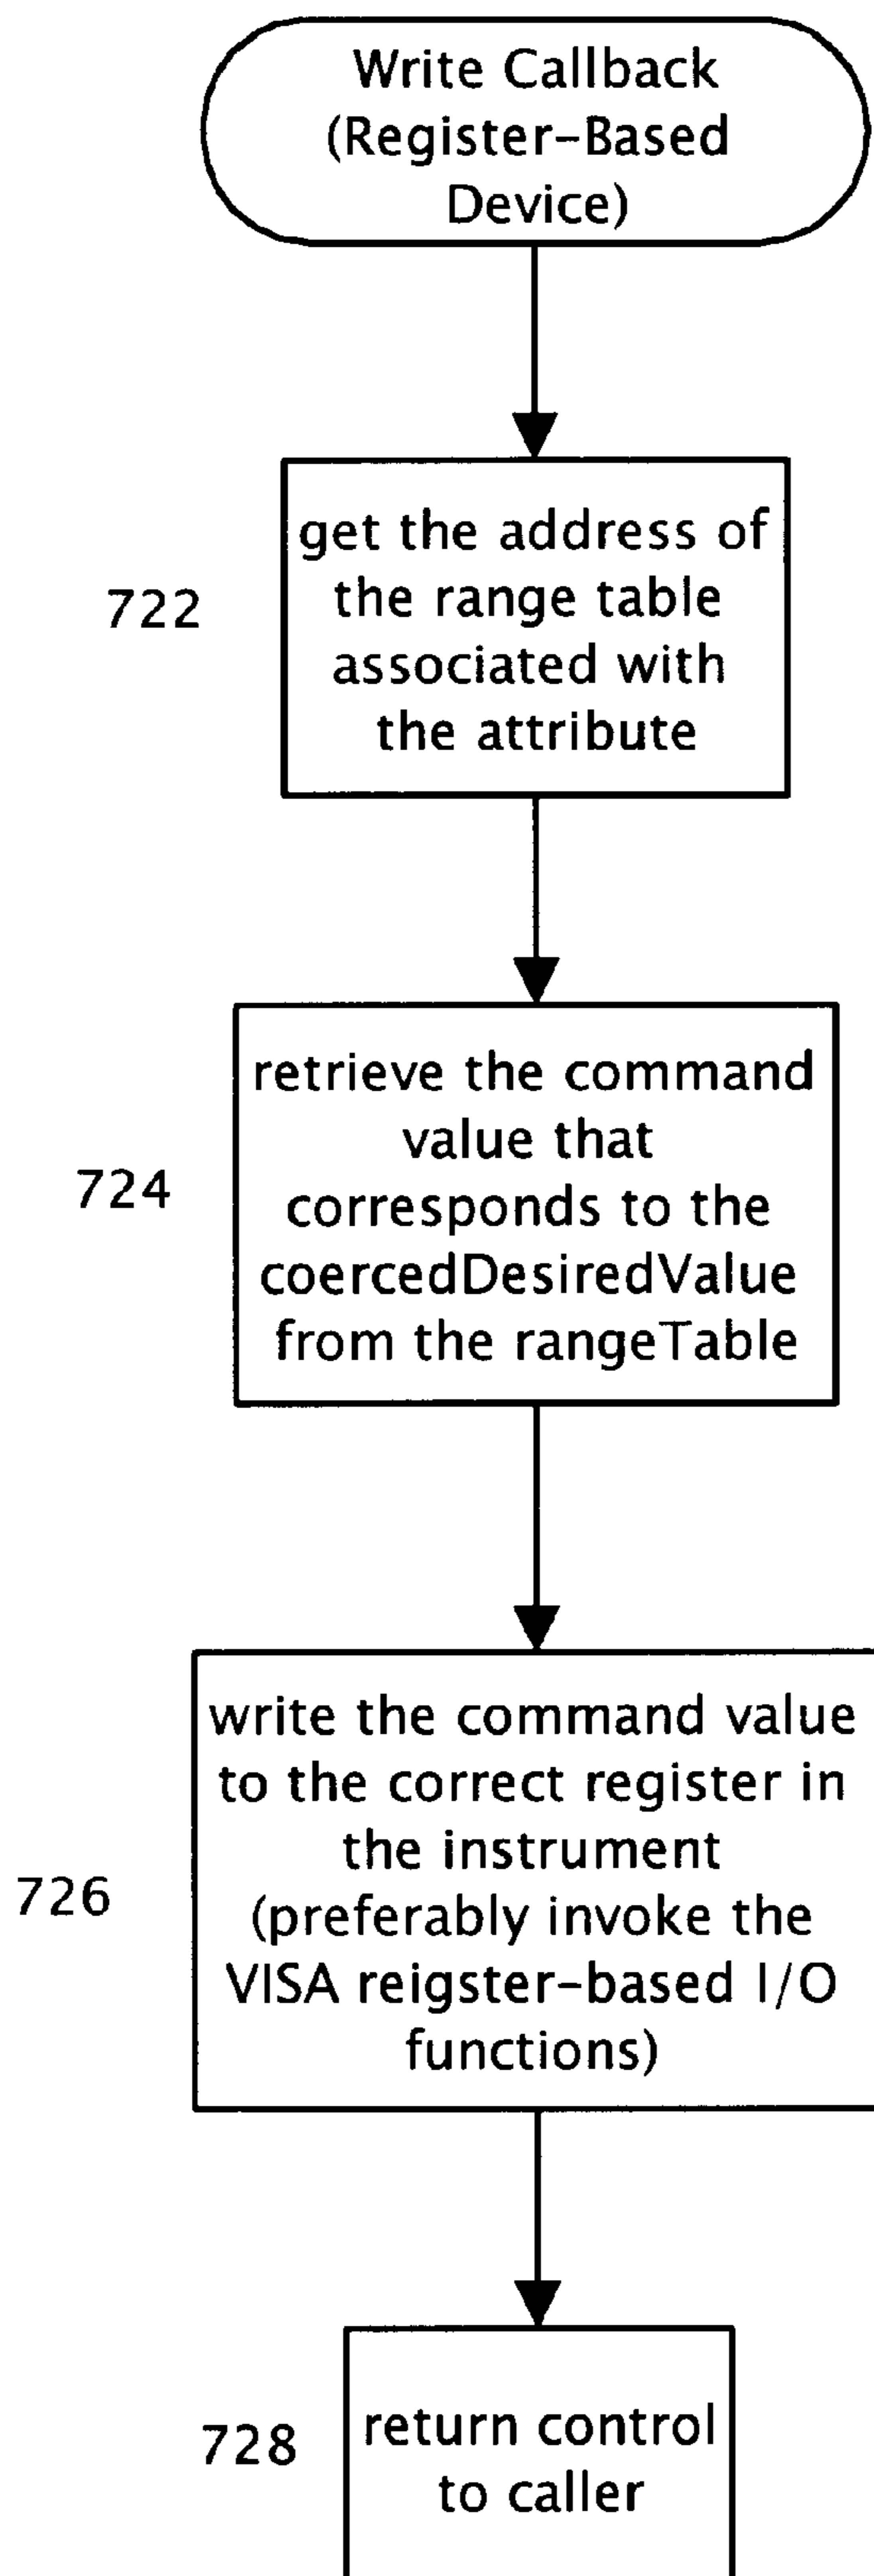 Write Callback
(Register-Based
Device)
722
get the address of
the range table
associated with
the attribute
724
retrieve the command
value that
corresponds to the
coercedDesiredValue
from the rangeTable
726
write the command value
to the correct register in
the instrument
(preferably invoke the
VISA reigster-based I/O
functions)
728
return control
to caller